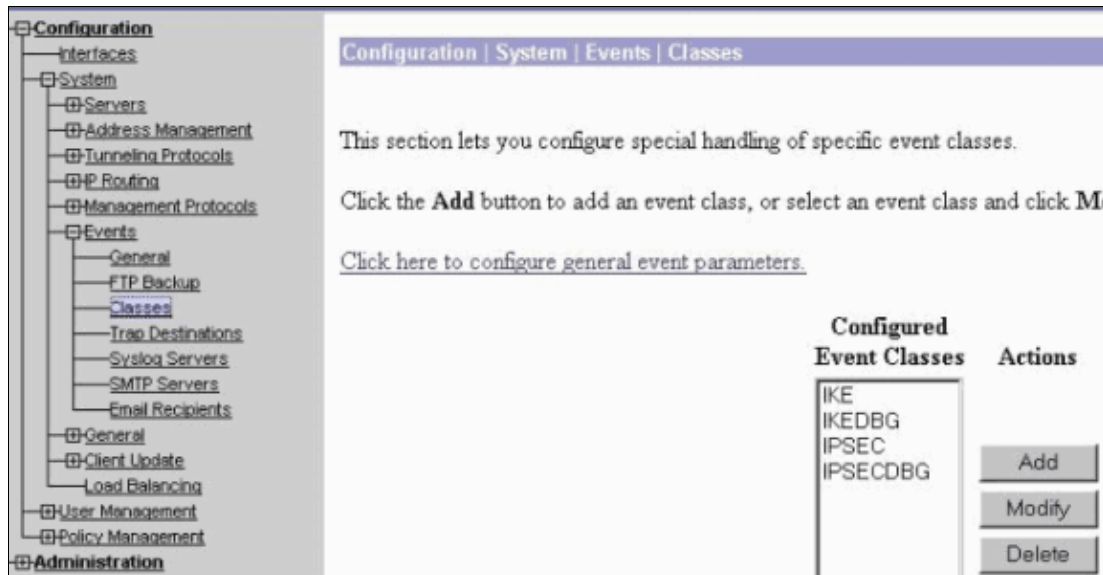 Configuration
Interfaces
System
Servers
Address Management
Tunneling Protocols
IP Routing
Management Protocols
Events
General
FTP Backup
Classes
Trap Destinations
Syslog Servers
SMTP Servers
Email Recipients
General
Client Update
Load Balancing
User Management
Policy Management
Administration
Configuration | System | Events | Classes
This section lets you configure special handling of specific event classes.
Click the Add button to add an event class, or select an event class and click
Click here to configure general event parameters.
Configured
Event Classes
Actions
IKE
IKEDBG
IPSEC
IPSECDBG
Add
Modify
Delete